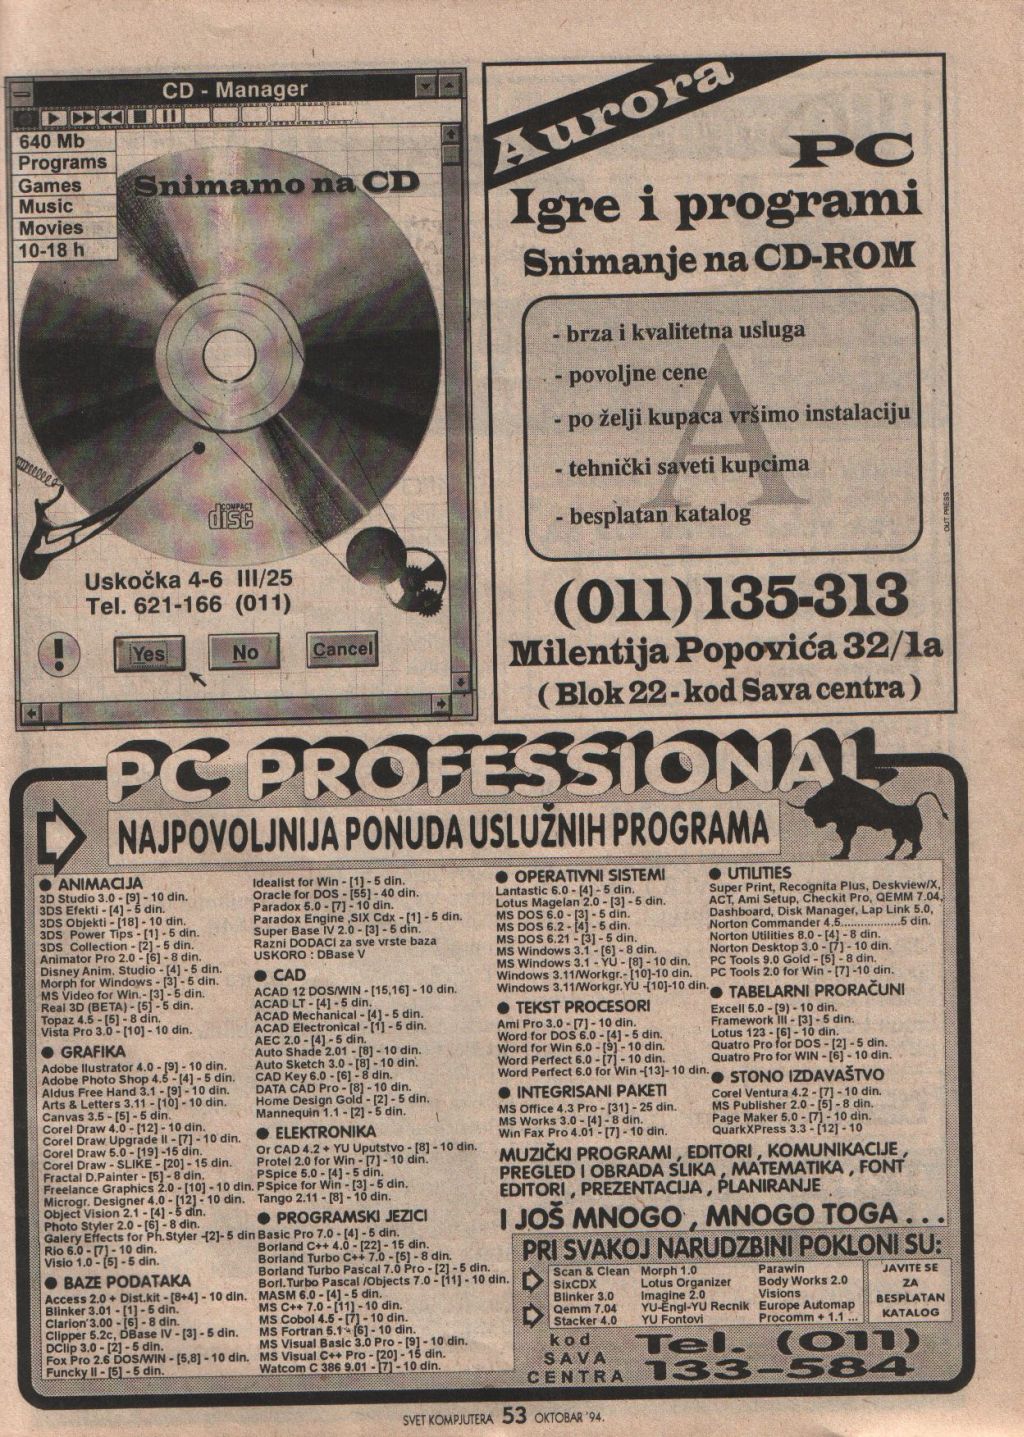 CD - Manager
640 Mb
Programs
Games
Music
Movies
10-18 h
Snimamo na CD
COMPACT
disc
Uskočka 4-6 III/25
Tel. 621-166 (011)
!
Yes
No
Cancel
Aurora
PC
Igre i programi
Snimanje na CD-ROM
A
- brza i kvalitetna usluga
- povoljne cene
- po želji kupaca vršimo instalaciju
- tehnički saveti kupcima
- besplatan katalog
OUT PRESS
(011) 135-313
Milentija Popovića 32/1a
( Blok 22 - kod Sava centra )
PC PROFESSIONAL
NAJPOVOLJNIJA PONUDA USLUŽNIH PROGRAMA
● ANIMACIJA
3D Studio 3.0 - [9] - 10 din.
3DS Efekti - [4] - 5 din.
3DS Objekti - [18] - 10 din.
3DS Power Tips - [1] - 5 din.
3DS Collection - [2] - 5 din.
Animator Pro 2.0 - [6] - 8 din.
Disney Anim. Studio - [4] - 5 din.
Morph for Windows - [3] - 5 din.
MS Video for Win.- [3] - 5 din.
Real 3D (BETA) - [5] - 5 din.
Topaz 4.5 - [5] - 8 din.
Vista Pro 3.0 - [10] - 10 din.
● GRAFIKA
Adobe Ilustrator 4.0 - [9] - 10 din.
Adobe Photo Shop 4.5 - [4] - 5 din.
Aldus Free Hand 3.1 - [9] - 10 din.
Arts & Letters 3.11 - [10] - 10 din.
Canvas 3.5 - [5] - 5 din.
Corel Draw 4.0 - [12] - 10 din.
Corel Draw Upgrade II - [7] - 10 din.
Corel Draw 5.0 - [19] -15 din.
Corel Draw - SLIKE - [20] - 15 din.
Fractal D.Painter - [5] - 8 din.
Freelance Graphics 2.0 - [10] - 10 din.
Microgr. Designer 4.0 - [12] - 10 din.
Object Vision 2.1 - [4] - 5 din.
Photo Styler 2.0 - [6] - 8 din.
Galery Effects for Ph.Styler -[2]- 5 din
Rio 6.0 - [7] - 10 din.
Visio 1.0 - [5] - 5 din.
● BAZE PODATAKA
Access 2.0 + Dist.kit - [8+4] - 10 din.
Blinker 3.01 - [1] - 5 din.
Clarion 3.00 - [6] - 8 din.
Clipper 5.2c, DBase IV - [3] - 5 din.
DClip 3.0 - [2] - 5 din.
Fox Pro 2.6 DOS/WIN - [5,8] - 10 din.
Funcky II - [5] - 5 din.
Idealist for Win - [1] - 5 din.
Oracle for DOS - [55] - 40 din.
Paradox 5.0 - [7] - 10 din.
Paradox Engine ,SIX Cdx - [1] - 5 din.
Super Base IV 2.0 - [3] - 5 din.
Razni DODACI za sve vrste baza
USKORO : DBase V
● CAD
ACAD 12 DOS/WIN - [15,16] - 10 din.
ACAD LT - [4] - 5 din.
ACAD Mechanical - [4] - 5 din.
ACAD Electronical - [1] - 5 din.
AEC 2.0 - [4] - 5 din.
Auto Shade 2.01 - [8] - 10 din.
Auto Sketch 3.0 - [8] - 10 din.
CAD Key 6.0 - [6] - 8 din.
DATA CAD Pro - [8] - 10 din.
Home Design Gold - [2] - 5 din.
Mannequin 1.1 - [2] - 5 din.
● ELEKTRONIKA
Or CAD 4.2 + YU Uputstvo - [8] - 10 din.
Protel 2.0 for Win - [7] - 10 din.
PSpice 5.0 - [4] - 5 din.
PSpice for Win - [3] - 5 din.
Tango 2.11 - [8] - 10 din.
● PROGRAMSKI JEZICI
Basic Pro 7.0 - [4] - 5 din.
Borland C++ 4.0 - [22] - 15 din.
Borland Turbo C++ 7.0 - [5] - 8 din.
Borland Turbo Pascal 7.0 Pro - [2] - 5 din.
Borl.Turbo Pascal /Objects 7.0 - [11] - 10 din.
MASM 6.0 - [4] - 5 din.
MS C++ 7.0 - [11] - 10 din.
MS Cobol 4.5 - [7] - 10 din.
MS Fortran 5.1 - [6] - 8 din.
MS Visual Basic 3.0 Pro - [9] - 10 din.
MS Visual C++ Pro - [20] - 15 din.
Watcom C 386 9.01 - [7] - 10 din.
● OPERATIVNI SISTEMI
Lantastic 6.0 - [4] - 5 din.
Lotus Magelan 2.0 - [3] - 5 din.
MS DOS 6.0 - [3] - 5 din.
MS DOS 6.2 - [4] - 5 din.
MS DOS 6.21 - [3] - 5 din.
MS Windows 3.1 - [6] - 8 din.
MS Windows 3.1 - YU - [8] - 10 din.
Windows 3.11/Workgr.- [10]-10 din.
Windows 3.11/Workgr.YU -[10]-10 din.
● TEKST PROCESORI
Ami Pro 3.0 - [7] - 10 din.
Word for DOS 6.0 - [4] - 5 din.
Word for Win 6.0 - [9] - 10 din.
Word Perfect 6.0 - [7] - 10 din.
Word Perfect 6.0 for Win -[13]- 10 din.
● INTEGRISANI PAKETI
MS Office 4.3 Pro - [31] - 25 din.
MS Works 3.0 - [4] - 8 din.
Win Fax Pro 4.01 - [7] - 10 din.
● UTILITIES
Super Print, Recognita Plus, Deskview/X,
ACT, Ami Setup, Checkit Pro, QEMM 7.04,
Dashboard, Disk Manager, Lap Link 5.0,
Norton Commander 4.5.................5 din.
Norton Utilities 8.0 - [4] - 8 din.
Norton Desktop 3.0 - [7] - 10 din.
PC Tools 9.0 Gold - [5] - 8 din.
PC Tools 2.0 for Win - [7] -10 din.
● TABELARNI PRORAČUNI
Excell 5.0 - [9] - 10 din.
Framework III - [3] - 5 din.
Lotus 123 - [6] - 10 din.
Quatro Pro for DOS - [2] - 5 din.
Quatro Pro for WIN - [6] - 10 din.
● STONO IZDAVAŠTVO
Corel Ventura 4.2 - [7] - 10 din.
MS Publisher 2.0 - [5] - 8 din.
Page Maker 5.0 - [7] - 10 din.
QuarkXPress 3.3 - [12] - 10
MUZIČKI PROGRAMI , EDITORI , KOMUNIKACIJE ,
PREGLED I OBRADA SLIKA , MATEMATIKA , FONT
EDITORI , PREZENTACIJA , PLANIRANJE
I JOŠ MNOGO , MNOGO TOGA . . .
PRI SVAKOJ NARUDZBINI POKLONI SU:
Scan & Clean
SixCDX
Blinker 3.0
Qemm 7.04
Stacker 4.0
Morph 1.0
Lotus Organizer
Imagine 2.0
YU-Engl-YU Recnik
YU Fontovi
Parawin
Body Works 2.0
Visions
Europe Automap
Procomm + 1.1 ...
JAVITE SE
ZA
BESPLATAN
KATALOG
kod
SAVA
CENTRA
Tel. (011)
133-584
SVET KOMPJUTERA 53 OKTOBAR '94.